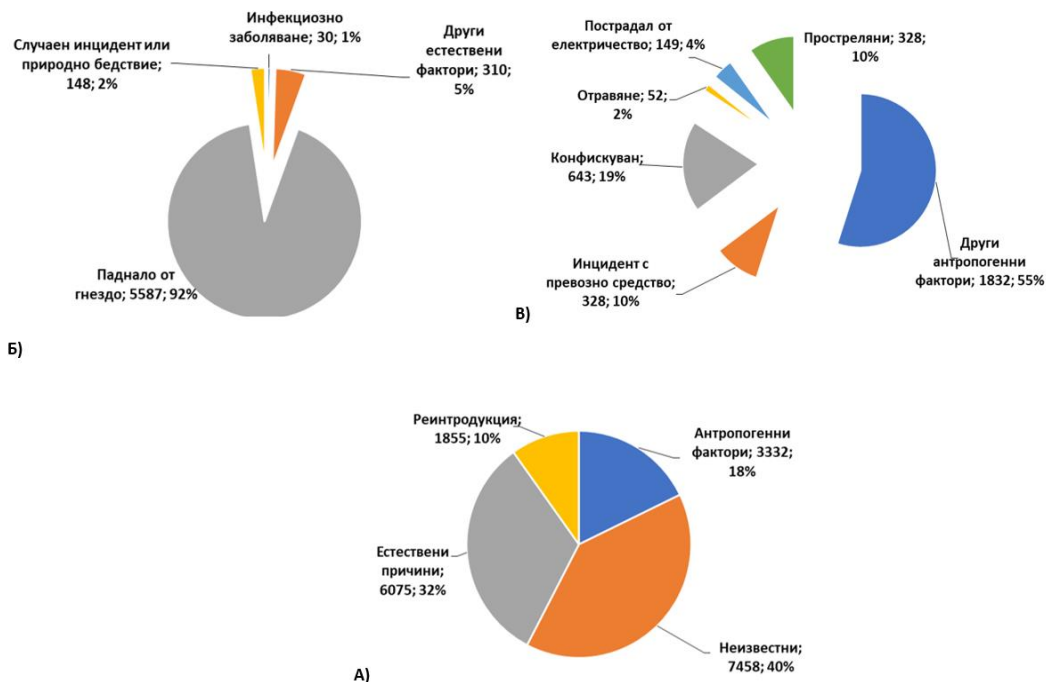 Инфекциозно
заболяване; 30; 1%
Случаен инцидент или
природно бедствие;
148; 2%
Други
естествени
фактори; 310;
5%
Паднало от
гнездо; 5587; 92%
Б)
Пострадал от
електричество; 149; 4%
Простреляни; 328;
10%
Отравяне; 52;
2%
Конфискуван;
643; 19%
Инцидент с
превозно средство;
328; 10%
Други
антропогенни
фактори; 1832; 55%
В)
Реинтродукция;
1855; 10%
Антропогенни
фактори; 3332;
18%
Естествени
причини;
6075; 32%
Неизвестни;
7458; 40%
А)